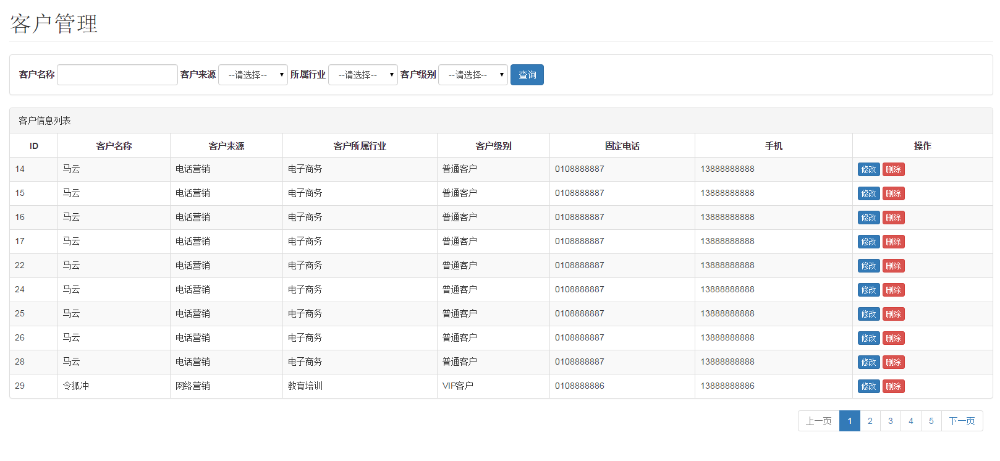 客户管理
客户名称 客户来源 --请选择-- 所属行业 --请选择-- 客户级别 --请选择-- 查询
客户信息列表
ID 客户名称 客户来源 客户所属行业 客户级别 固定电话 手机 操作
14 马云 电话营销 电子商务 普通客户 0108888887 13888888888 修改 删除
15 马云 电话营销 电子商务 普通客户 0108888887 13888888888 修改 删除
16 马云 电话营销 电子商务 普通客户 0108888887 13888888888 修改 删除
17 马云 电话营销 电子商务 普通客户 0108888887 13888888888 修改 删除
22 马云 电话营销 电子商务 普通客户 0108888887 13888888888 修改 删除
24 马云 电话营销 电子商务 普通客户 0108888887 13888888888 修改 删除
25 马云 电话营销 电子商务 普通客户 0108888887 13888888888 修改 删除
26 马云 电话营销 电子商务 普通客户 0108888887 13888888888 修改 删除
28 马云 电话营销 电子商务 普通客户 0108888887 13888888888 修改 删除
29 令狐冲 网络营销 教育培训 VIP客户 0108888886 13888888886 修改 删除
上一页 1 2 3 4 5 下一页